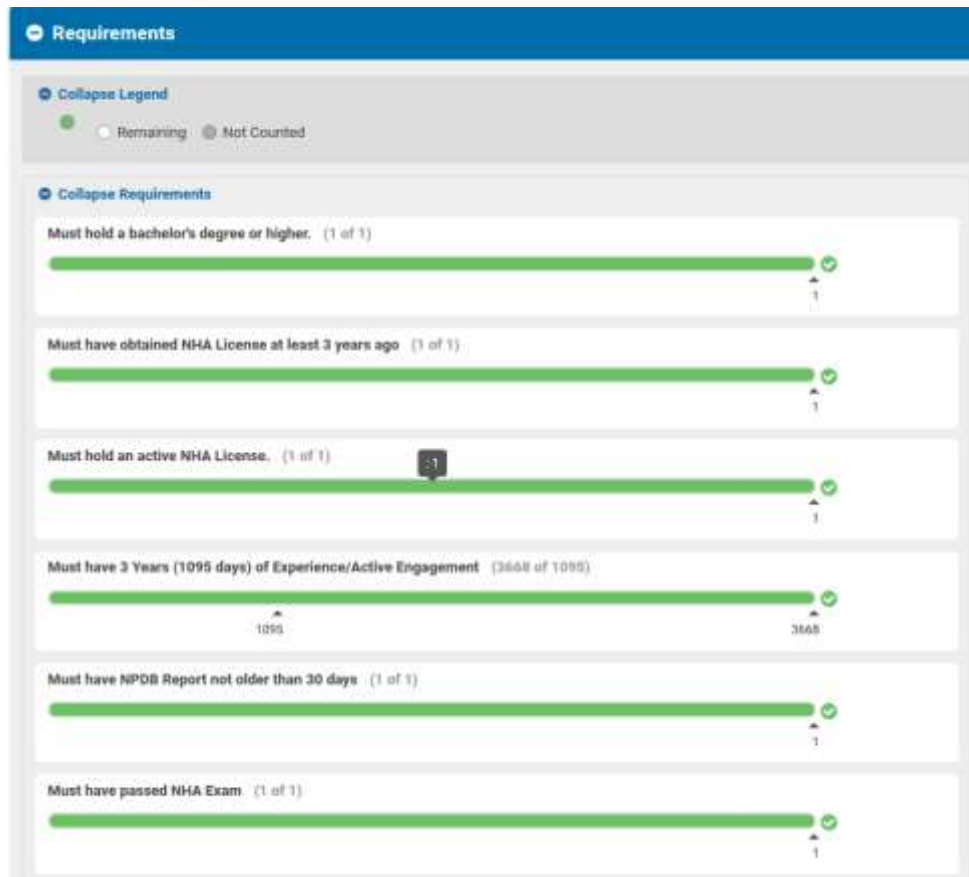 Requirements
Collapse Legend
Remaining Not Counted
Collapse Requirements
Must hold a bachelor's degree or higher. (1 of 1)
1
Must have obtained NHA License at least 3 years ago (1 of 1)
1
Must hold an active NHA License. (1 of 1)
: 1
1
Must have 3 Years (1095 days) of Experience/Active Engagement (3668 of 1095)
1095 3668
Must have NPDB Report not older than 30 days (1 of 1)
1
Must have passed NHA Exam (1 of 1)
1